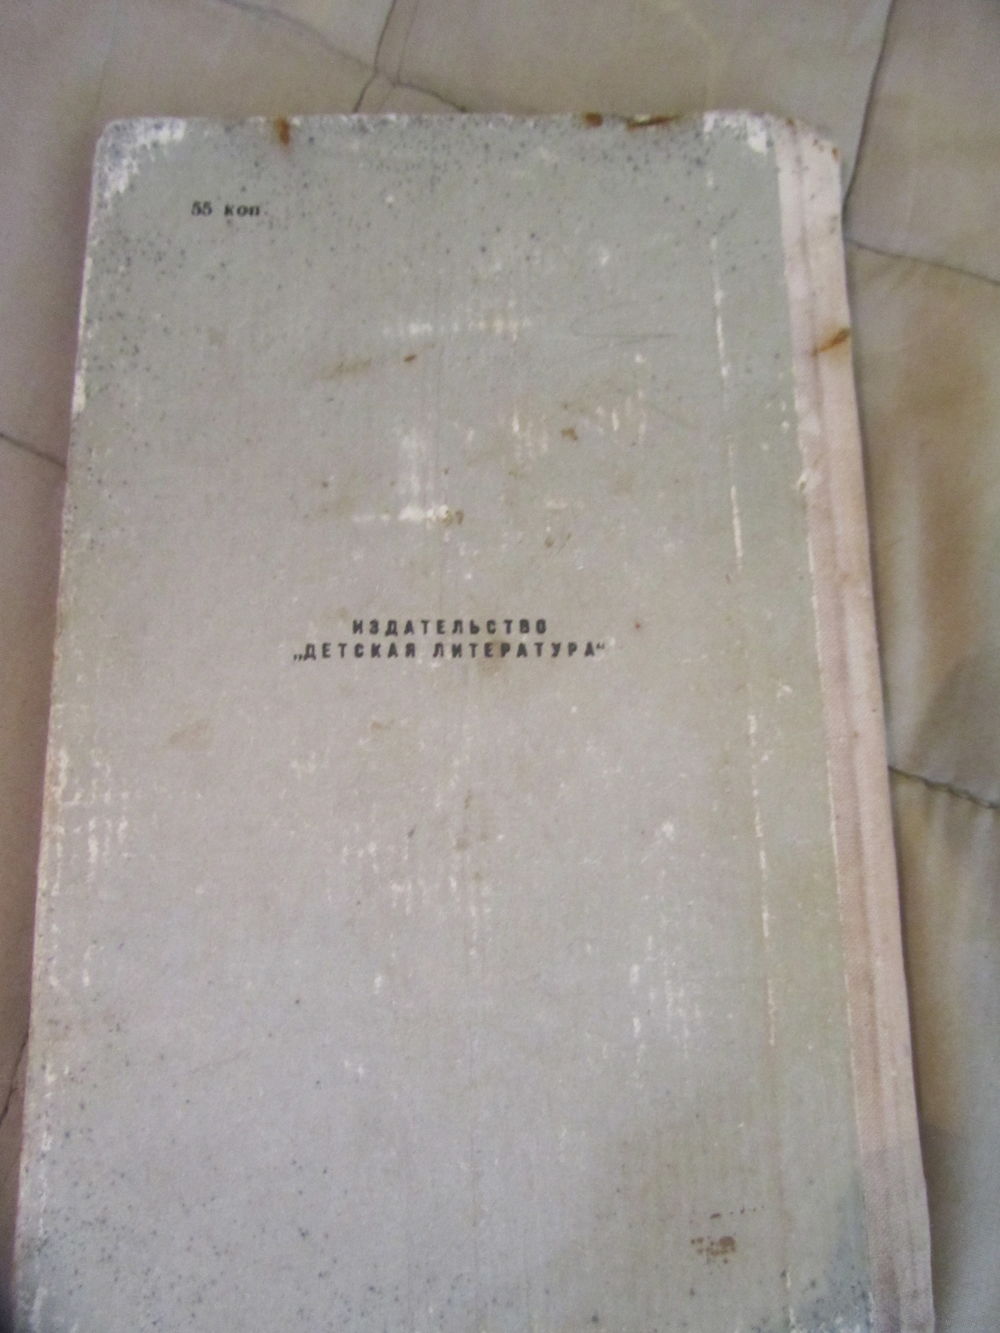 55 коп.
ИЗДАТЕЛЬСТВО
„ДЕТСКАЯ ЛИТЕРАТУРА“